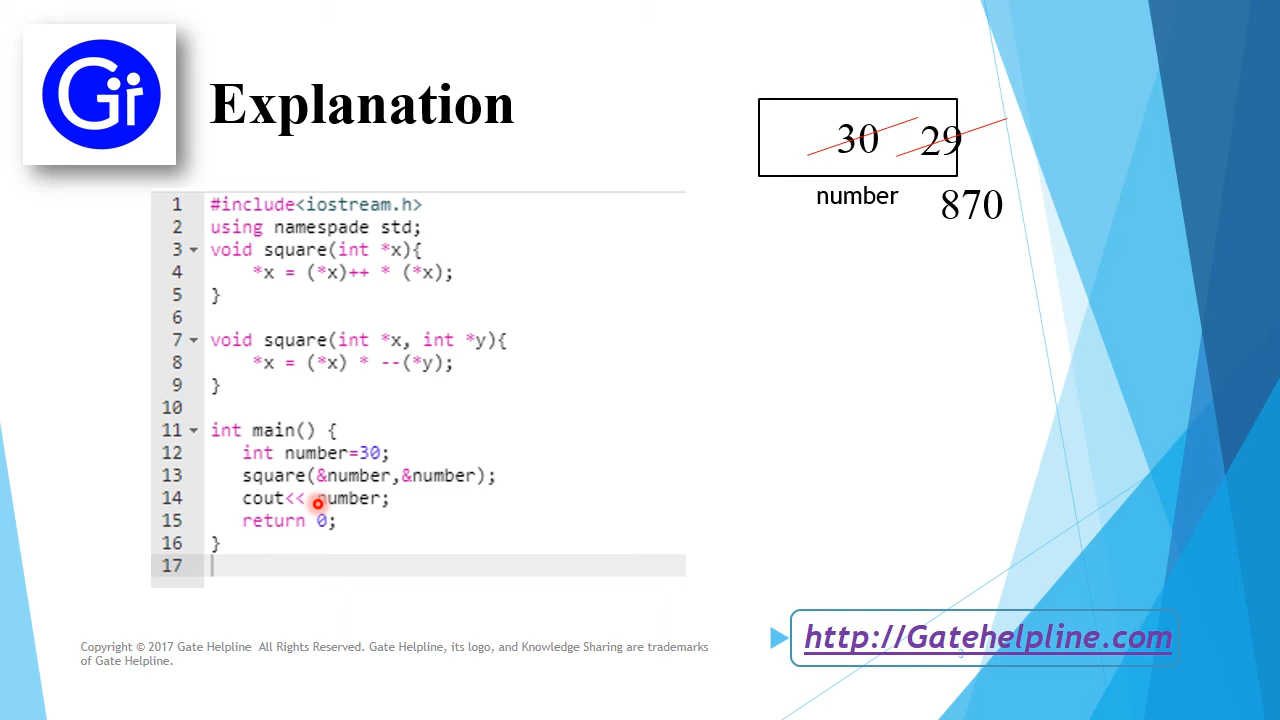 Gr
Explanation
30 29
number
870
1 #include<iostream.h>
2 using namespade std;
3 void square(int *x){
4 *x = (*x)++ * (*x);
5 }
6
7 void square(int *x, int *y){
8 *x = (*x) * --(*y);
9 }
10
11 int main() {
12 int number=30;
13 square(&number,&number);
14 cout<< number;
15 return 0;
16 }
17
Copyright © 2017 Gate Helpline All Rights Reserved. Gate Helpline, its logo, and Knowledge Sharing are trademarks
of Gate Helpline.
http://Gatehelpline.com
3